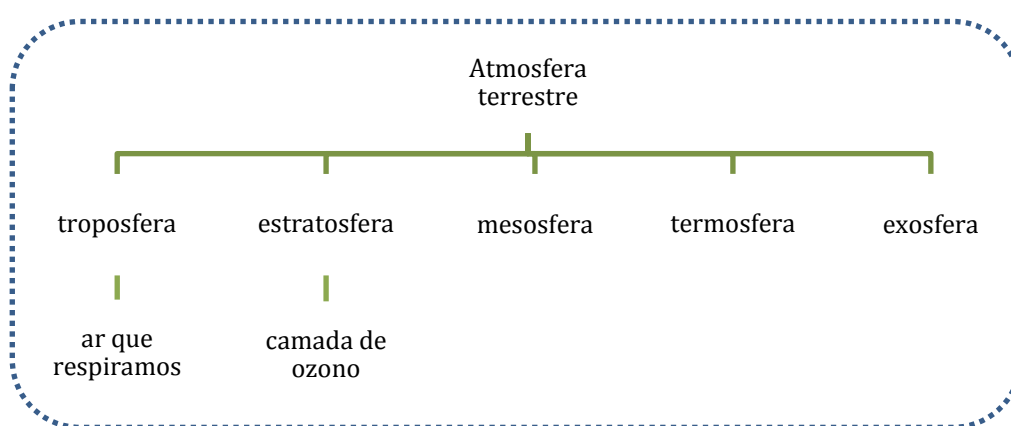 Atmosfera
terrestre
troposfera
estratosfera
mesosfera
termosfera
exosfera
ar que
respiramos
camada de
ozono